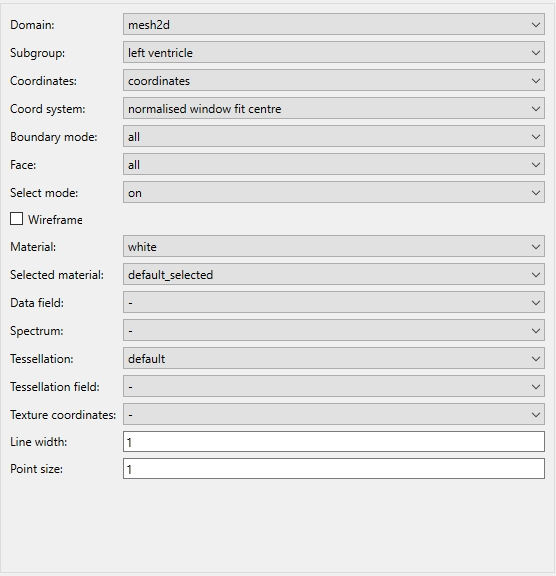 Domain: mesh2d
Subgroup: left ventricle
Coordinates: coordinates
Coord system: normalised window fit centre
Boundary mode: all
Face: all
Select mode: on
Wireframe
Material: white
Selected material: default_selected
Data field: -
Spectrum: -
Tessellation: default
Tessellation field: -
Texture coordinates: -
Line width: 1
Point size: 1